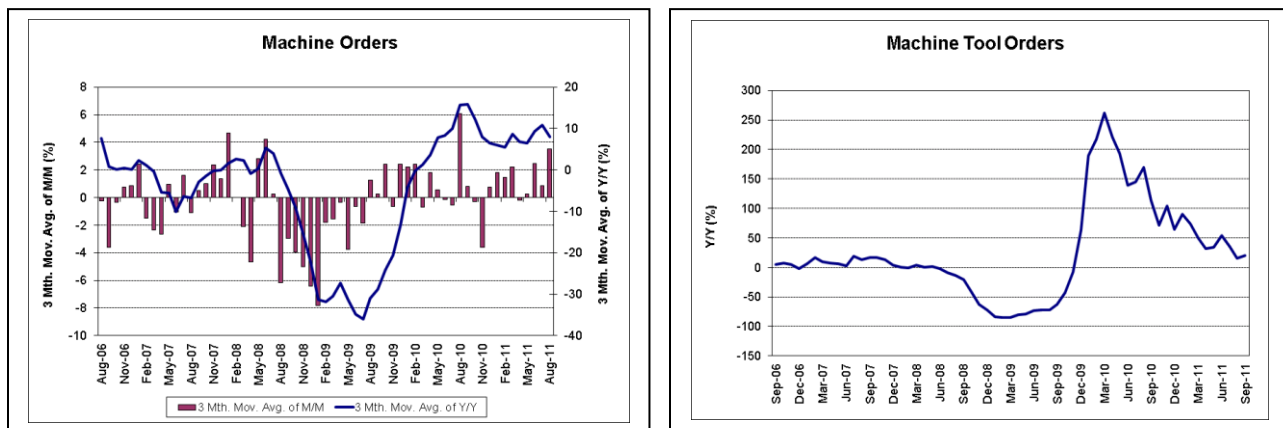 Machine Orders
3 Mth. Mov. Avg. of M/M (%)
8
6
4
2
0
-2
-4
-6
-8
-10
20
10
0
-10
-20
-30
-40
3 Mth. Mov. Avg. of Y/Y (%)
Aug-06
Nov-06
Feb-07
May-07
Aug-07
Nov-07
Feb-08
May-08
Aug-08
Nov-08
Feb-09
May-09
Aug-09
Nov-09
Feb-10
May-10
Aug-10
Nov-10
Feb-11
May-11
Aug-11
3 Mth. Mov. Avg. of M/M
3 Mth. Mov. Avg. of Y/Y
Machine Tool Orders
Y/Y (%)
300
250
200
150
100
50
0
-50
-100
-150
Sep-06
Dec-06
Mar-07
Jun-07
Sep-07
Dec-07
Mar-08
Jun-08
Sep-08
Dec-08
Mar-09
Jun-09
Sep-09
Dec-09
Mar-10
Jun-10
Sep-10
Dec-10
Mar-11
Jun-11
Sep-11